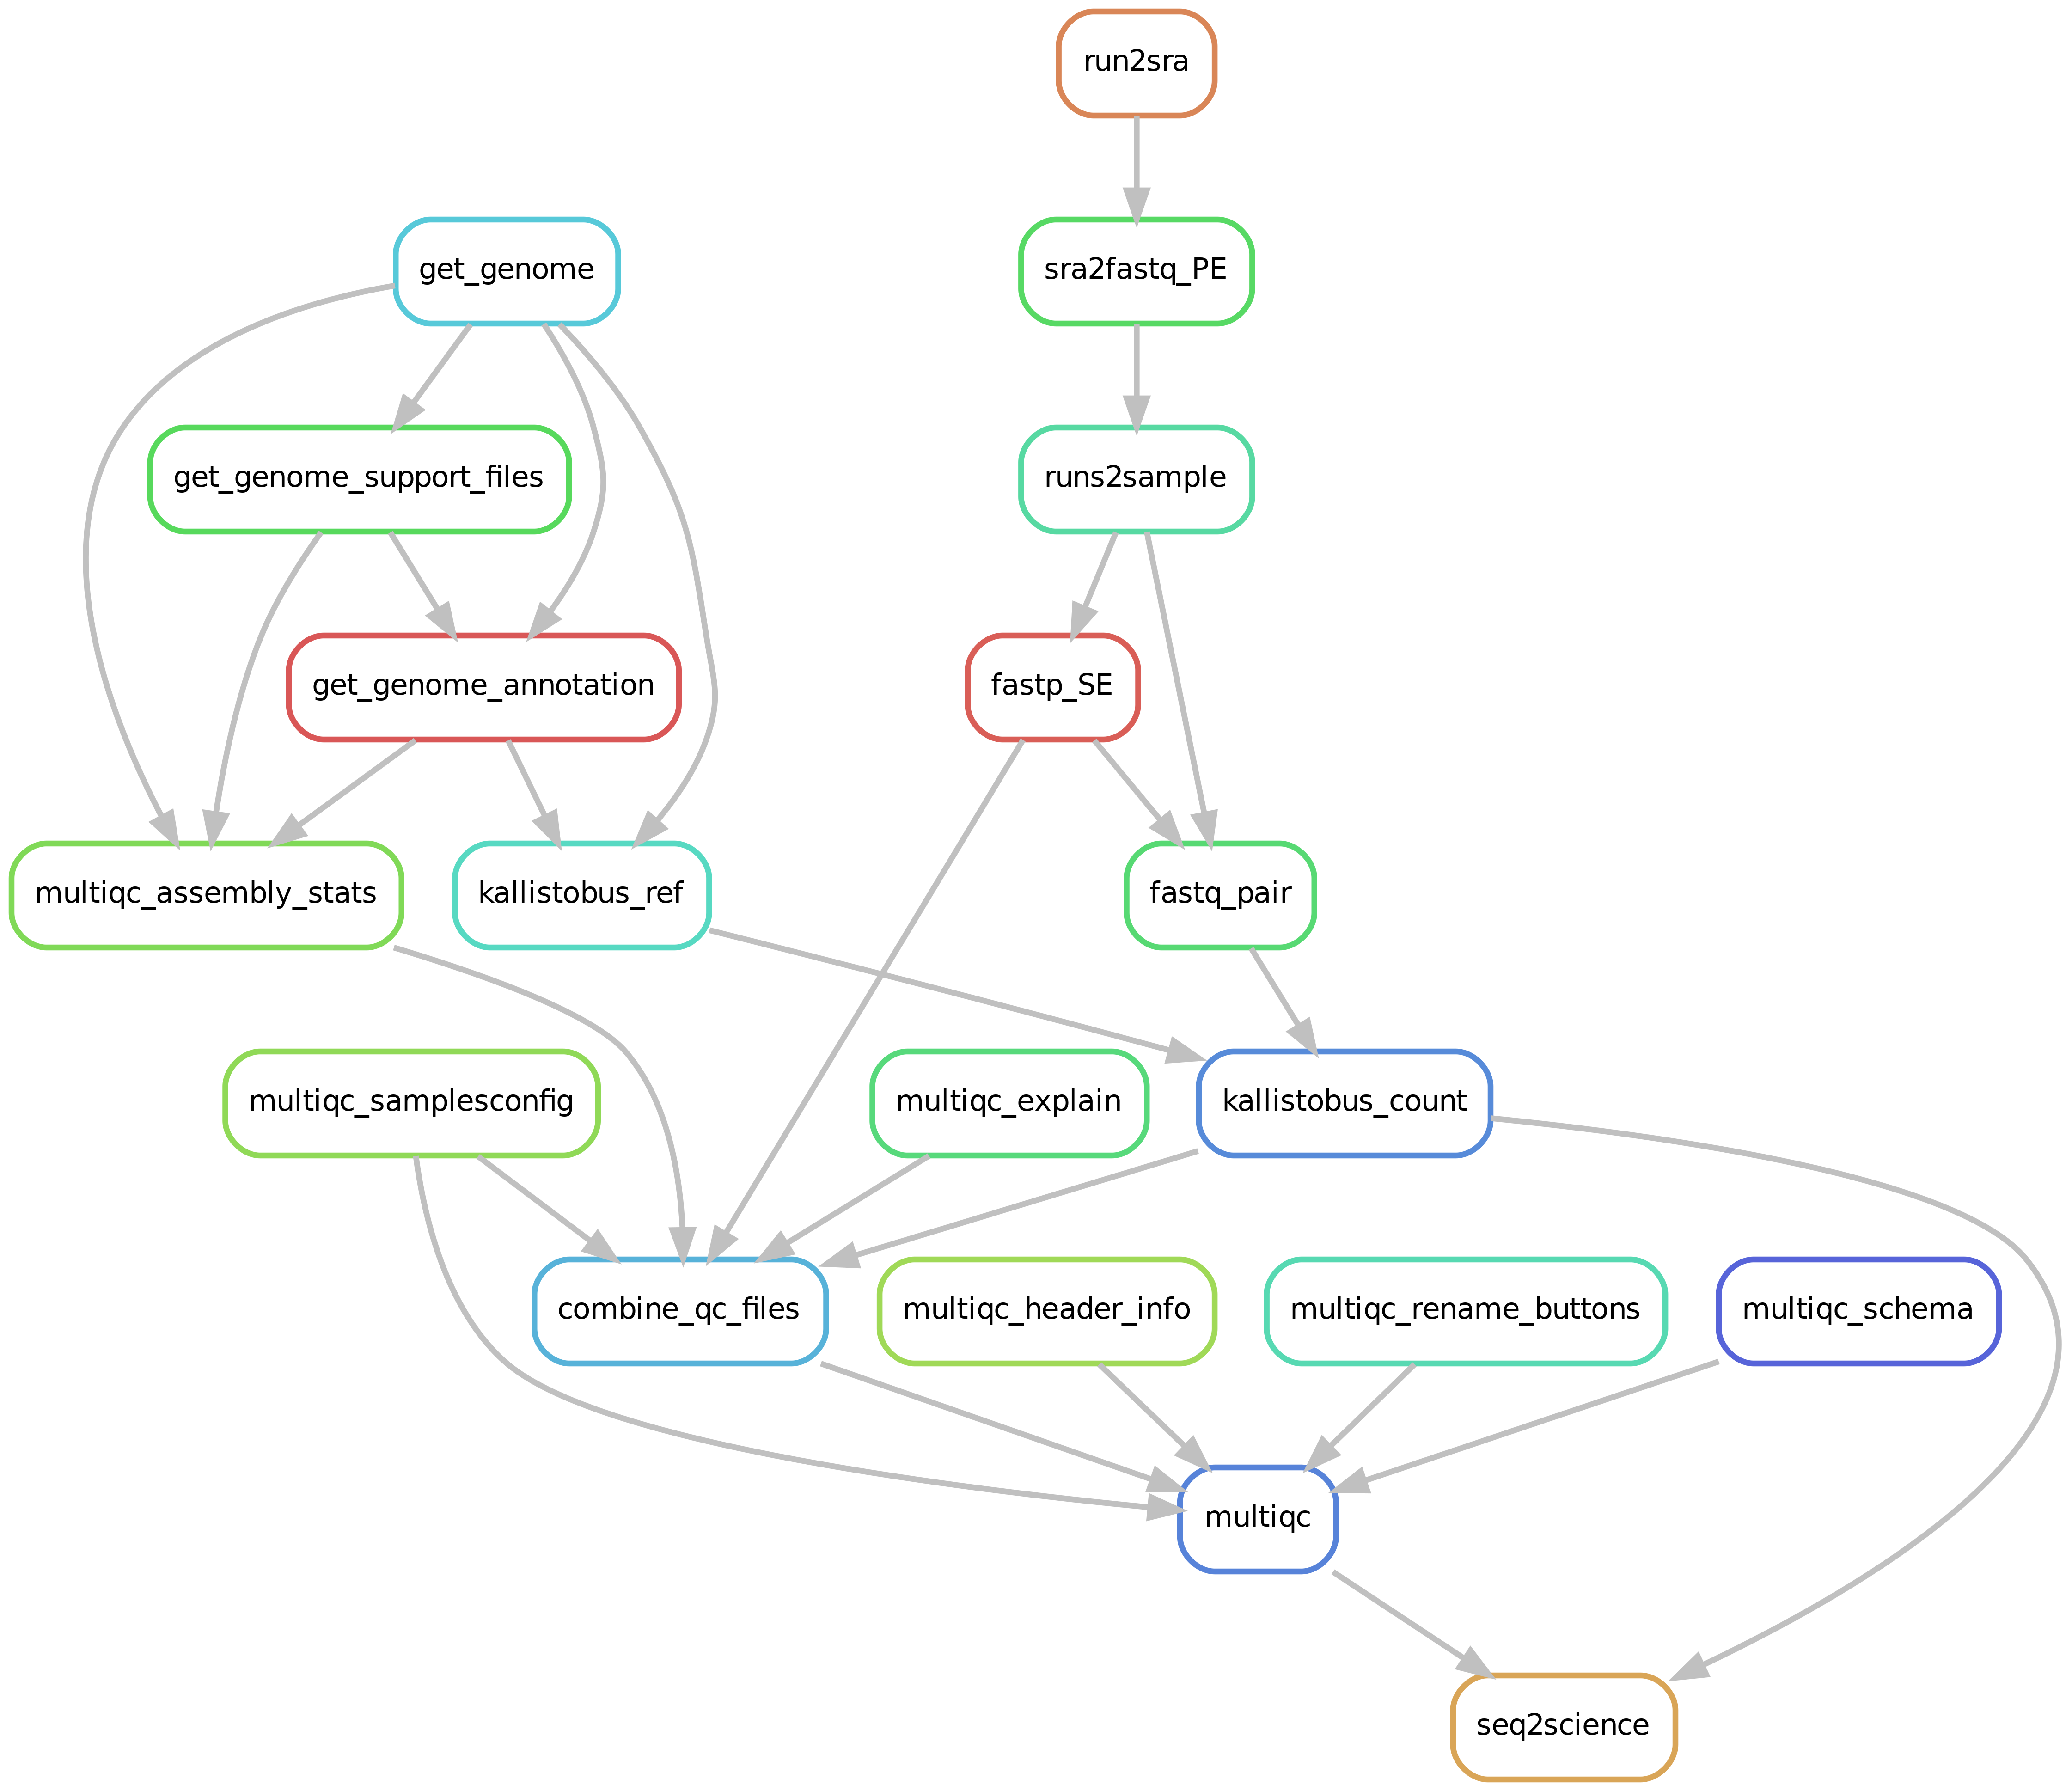 run2sra
get_genome
sra2fastq_PE
get_genome_support_files
runs2sample
get_genome_annotation
fastp_SE
multiqc_assembly_stats
kallistobus_ref
fastq_pair
multiqc_samplesconfig
multiqc_explain
kallistobus_count
combine_qc_files
multiqc_header_info
multiqc_rename_buttons
multiqc_schema
multiqc
seq2science